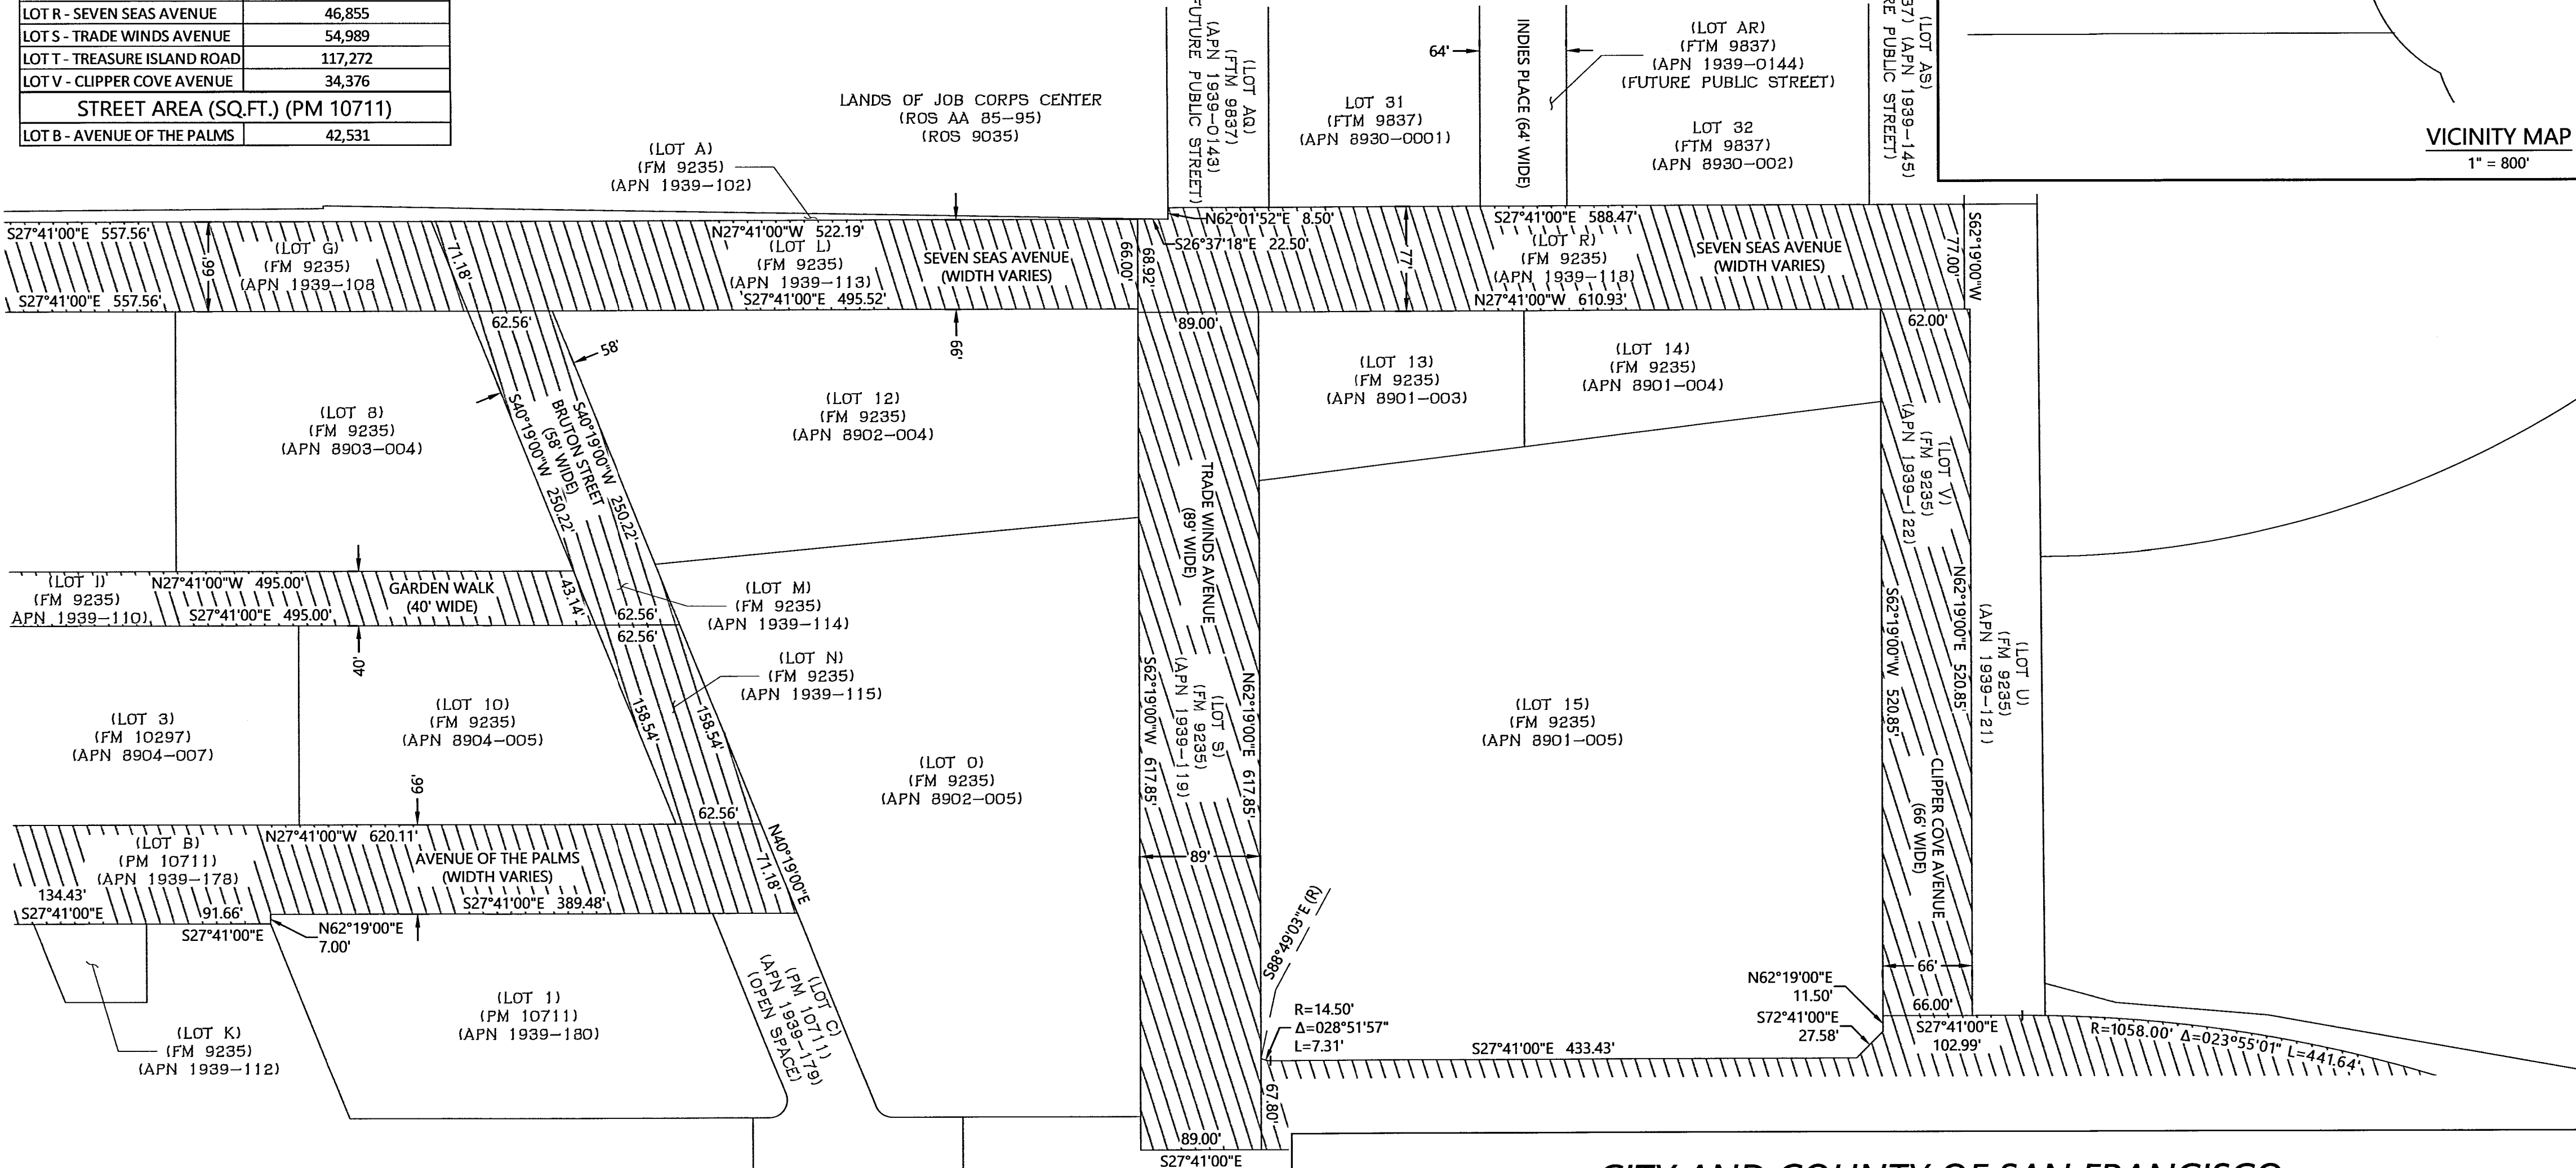 LOT R - SEVEN SEAS AVENUE 46,855
LOT S - TRADE WINDS AVENUE 54,989
LOT T - TREASURE ISLAND ROAD 117,272
LOT V - CLIPPER COVE AVENUE 34,376
STREET AREA (SQ.FT.) (PM 10711)
LOT B - AVENUE OF THE PALMS 42,531
(LOT A)
(FM 9235)
(APN 1939-102)
LANDS OF JOB CORPS CENTER
(ROS AA 85-95)
(ROS 9035)
(LOT AQ)
(FTM 9837)
(APN 1939-0143)
FUTURE PUBLIC STREET)
LOT 31
(FTM 9837)
(APN 8930-0001)
64'
INDIES PLACE (64' WIDE)
(LOT AR)
(FTM 9837)
(APN 1939-0144)
(FUTURE PUBLIC STREET)
LOT 32
(FTM 9837)
(APN 8930-002)
(LOT AS)
37) (APN 1939-145)
RE PUBLIC STREET)
VICINITY MAP
1" = 800'
S27°41'00"E 557.56'
66'
(LOT G)
(FM 9235)
(APN 1939-108
S27°41'00"E 557.56'
71.18'
N27°41'00"W 522.19'
(LOT L)
(FM 9235)
(APN 1939-113)
S27°41'00"E 495.52'
SEVEN SEAS AVENUE
(WIDTH VARIES)
66'
66.00'
68.92'
N62°01'52"E 8.50'
S26°37'18"E 22.50'
77'
S27°41'00"E 588.47'
(LOT R)
(FM 9235)
(APN 1939-118)
N27°41'00"W 610.93'
SEVEN SEAS AVENUE
(WIDTH VARIES)
77.00'
S62°19'00"W
62.56'
58'
89.00'
62.00'
(LOT 8)
(FM 9235)
(APN 8903-004)
S40°19'00"W 250.22'
BRUTON STREET
(58' WIDE)
S40°19'00"W 250.22'
(LOT 12)
(FM 9235)
(APN 8902-004)
(LOT 13)
(FM 9235)
(APN 8901-003)
(LOT 14)
(FM 9235)
(APN 8901-004)
TRADE WINDS AVENUE
(89' WIDE)
(LOT V)
(FM 9235)
(APN 1939-122)
(LOT I)
(FM 9235)
APN 1939-110)
N27°41'00"W 495.00'
S27°41'00"E 495.00'
GARDEN WALK
(40' WIDE)
40'
43.14'
62.56'
62.56'
(LOT M)
(FM 9235)
(APN 1939-114)
(LOT N)
(FM 9235)
(APN 1939-115)
N62°19'00"E 520.85'
S62°19'00"W 520.85'
(LOT U)
(FM 9235)
(APN 1939-121)
(LOT 3)
(FM 10297)
(APN 8904-007)
(LOT 10)
(FM 9235)
(APN 8904-005)
158.54'
158.54'
(LOT O)
(FM 9235)
(APN 8902-005)
S62°19'00"W 617.85'
(LOT S)
(FM 9235)
(APN 1939-119)
N62°19'00"E 617.85'
(LOT 15)
(FM 9235)
(APN 8901-005)
CLIPPER COVE AVENUE
(66' WIDE)
66'
62.56'
(LOT B)
(PM 10711)
(APN 1939-178)
134.43'
S27°41'00"E
91.66'
S27°41'00"E
N62°19'00"E
7.00'
N27°41'00"W 620.11'
AVENUE OF THE PALMS
(WIDTH VARIES)
S27°41'00"E 389.48'
N40°19'00"E
71.18'
89'
S88°49'03"E (R)
66'
N62°19'00"E
11.50'
S72°41'00"E
27.58'
66.00'
S27°41'00"E
102.99'
R=1058.00' Δ=023°55'01" L=441.64'
(LOT K)
(FM 9235)
(APN 1939-112)
(LOT 1)
(PM 10711)
(APN 1939-180)
(LOT C)
(PM 10711)
(APN 1939-179)
(OPEN SPACE)
R=14.50'
Δ=028°51'57"
L=7.31'
S27°41'00"E 433.43'
67.80'
89.00'
S27°41'00"E
CITY AND COUNTY OF SAN FRANCISCO